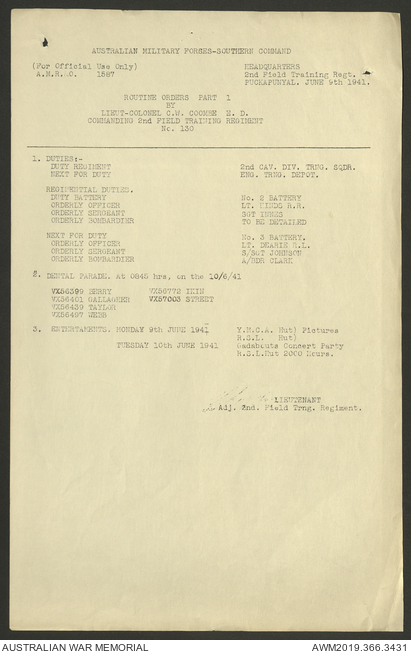 AUSTRALIAN MILITARY FORCES-SOUTHERN COMMAND
(For Official Use Only) HEADQUARTERS
1587 2nd Field Training Regt.
PUCKAPUNYAL. JUNE 9th 1941.
ROUTINE ORDERS PART 1
BY
LIEUT-COLONEL C.W. COOMBE E. D.
COMMANDING 2nd FIELD TRAINING REGIMENT
No. 130
1. DUTIES:-
DUTY REGIMENT 2nd CAV. DIV. TRNG. SQDR.
NEXT FOR DUTY ENG. TRNG. DEPOT.
REGIMENTAL DUTIES.
DUTY BATTERY No. 2 BATTERY
ORDERLY OFFICER LT. HINDS R.R.
ORDERLY SERGEANT SGT INNES
ORDERLY BOMBARDIER TO BE DETAILED
NEXT FOR DUTY No. 3 BATTERY.
ORDERLY OFFICER LT. DEARIE R.L.
ORDERLY SERGEANT S/SGT JOHNSON
ORDERLY BOMBARDIER A/BDR CLARK
2. DENTAL PARADE. at 0845 hrs, on the 10/6/41
VX56399 BERRY VX56772 IKIN
VX56401 GALLAGHER VX57003 STREET
VX56439 TAYLOR
VX56497 WEBB
3. ENTERTAMENTS. MONDAY 9th JUNE 1941 Y.M.C.A. Hut) Pictures
R.S.L. Hut)
TUESDAY 10th JUNE 1941 Gadabouts Concert Party
R.S.L.Hut 2000 Hours.
LIEUTENANT
Adj. 2nd. Field Trng. Regiment.
AUSTRALIAN WAR MEMORIAL AWM2019.366.3431